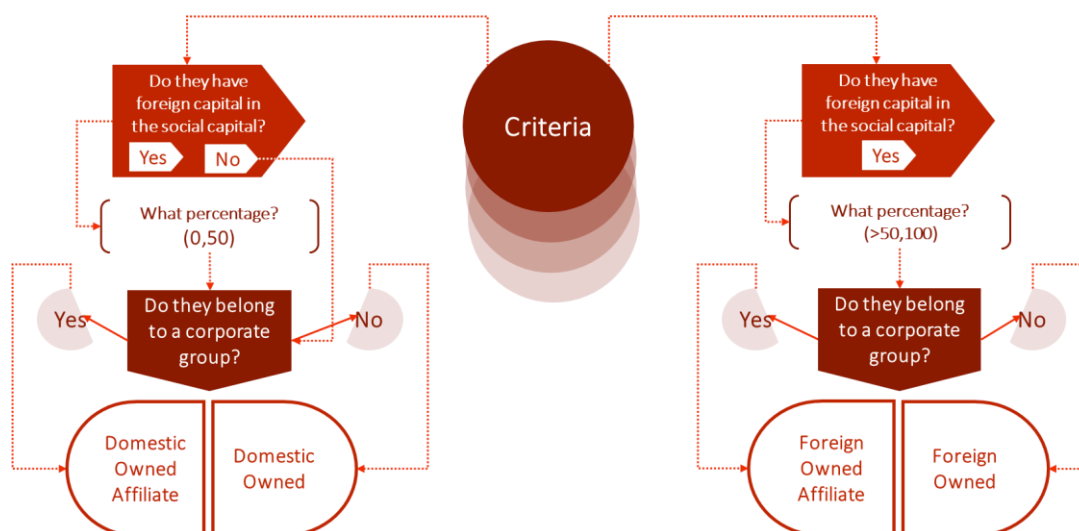 Criteria
Do they have
foreign capital in
the social capital?
Yes
No
What percentage?
(0,50)
Do they belong
to a corporate
group?
Yes
No
Domestic
Owned
Affiliate
Domestic
Owned
Do they have
foreign capital in
the social capital?
Yes
What percentage?
(>50,100)
Do they belong
to a corporate
group?
Yes
No
Foreign
Owned
Affiliate
Foreign
Owned